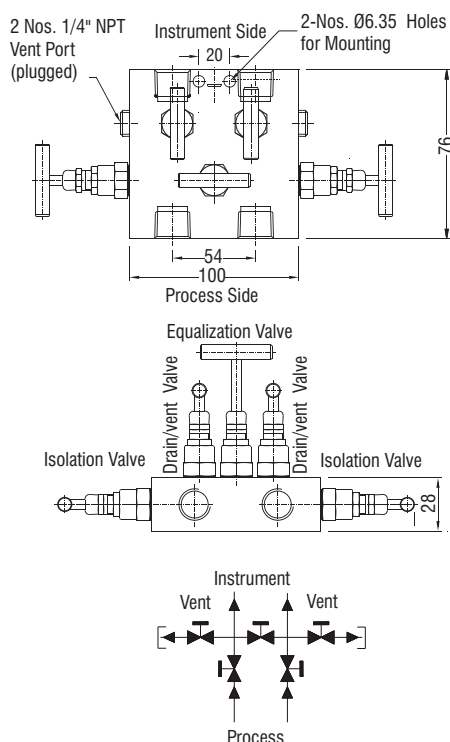 2 Nos. 1/4" NPT
Vent Port
(plugged)
Instrument Side
2-Nos. Ø6.35 Holes
for Mounting
20
76
54
100
Process Side
Equalization Valve
Drain/vent Valve
Drain/vent Valve
Isolation Valve
Isolation Valve
28
Instrument
Vent
Vent
Process